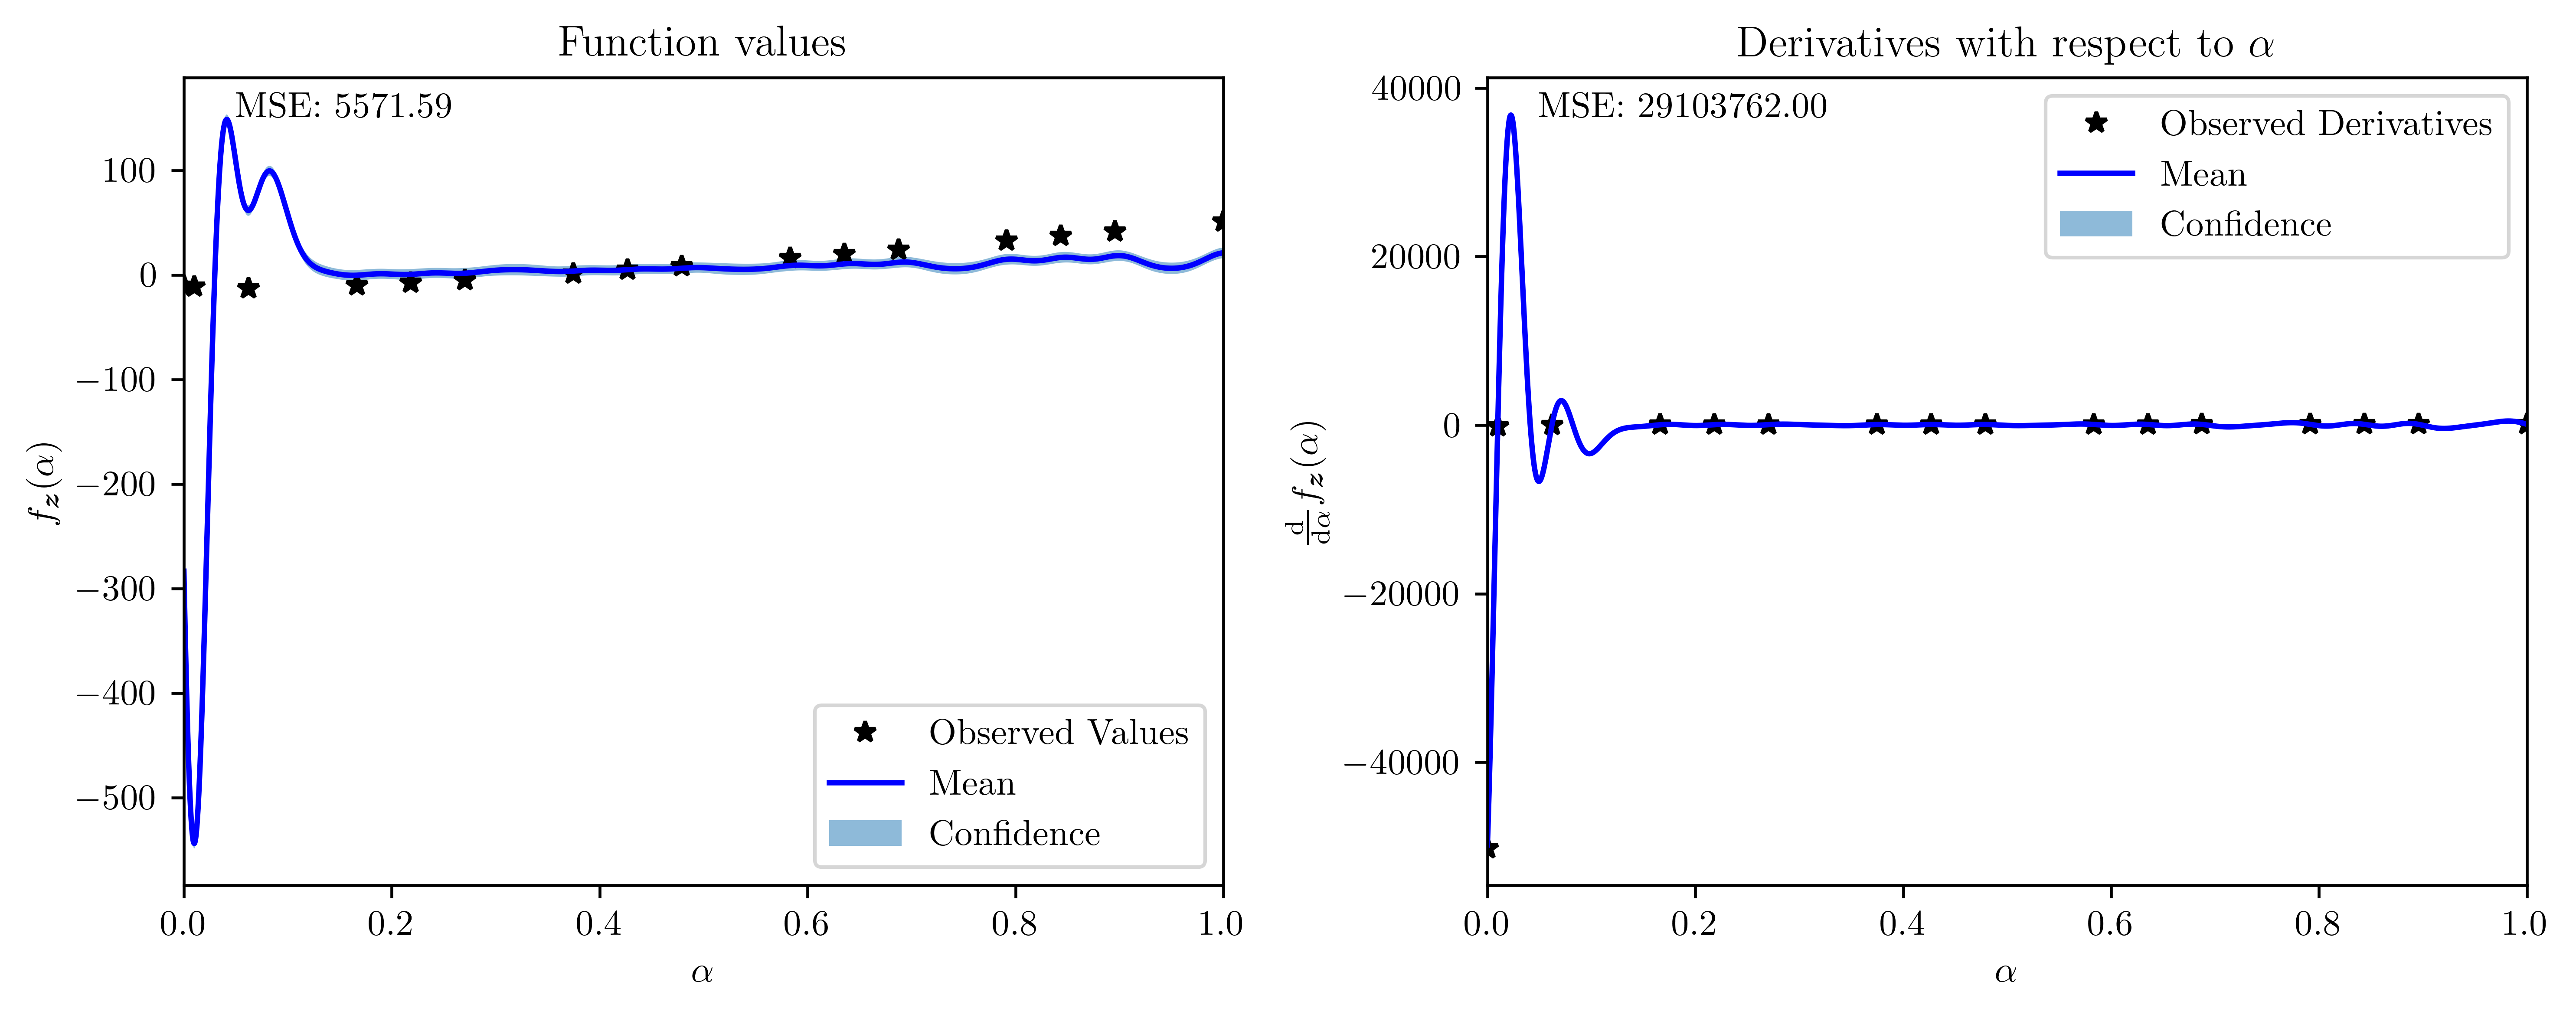 Function values
MSE: 5571.59
100
0
−100
−200
−300
−400
−500
f_z(α)
Observed Values
Mean
Confidence
0.0 0.2 0.4 0.6 0.8 1.0
α
Derivatives with respect to α
MSE: 29103762.00
Observed Derivatives
Mean
Confidence
40000
20000
0
−20000
−40000
d/dα f_z(α)
0.0 0.2 0.4 0.6 0.8 1.0
α